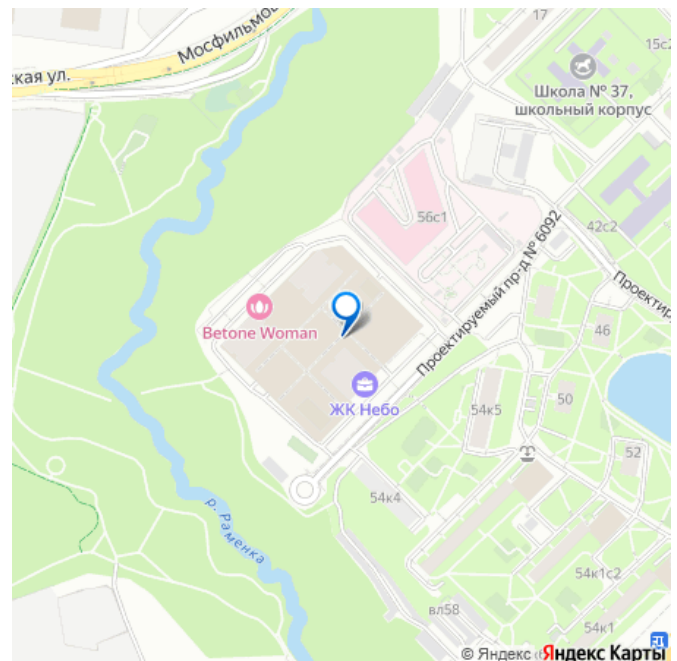 17
15с2
Мосфильмов
ская ул.
Школа № 37,
школьный корпус
56с1
42с2
Проектируемый пр-д № 6092
Проектир
Betone Woman
46
ЖК Небо
50
54к5
52
54к4
р. Раменка
54к1с2
вл58
54к1
© Яндекс
Яндекс Карты